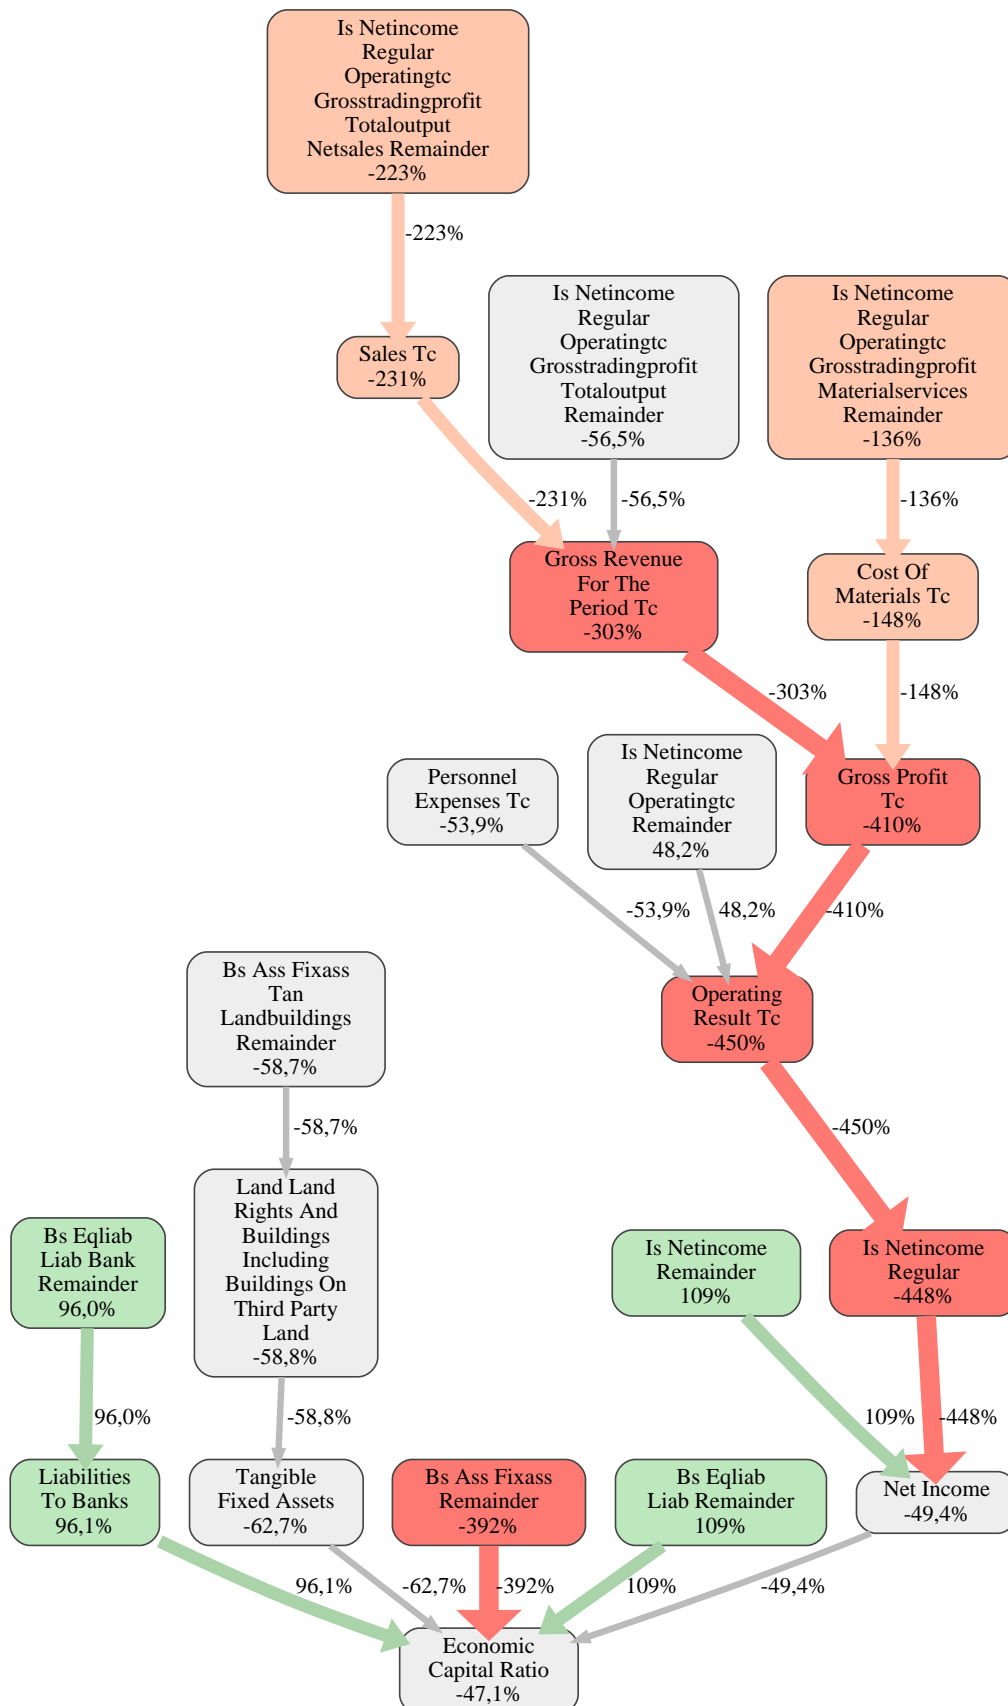 Is Netincome
Regular
Operatingtc
Grosstradingprofit
Totaloutput
Netsales Remainder
-223%
-223%
Sales Tc
-231%
Is Netincome
Regular
Operatingtc
Grosstradingprofit
Totaloutput
Remainder
-56,5%
Is Netincome
Regular
Operatingtc
Grosstradingprofit
Materialservices
Remainder
-136%
-231%
-56,5%
-136%
Gross Revenue
For The
Period Tc
-303%
Cost Of
Materials Tc
-148%
-303%
-148%
Personnel
Expenses Tc
-53,9%
Is Netincome
Regular
Operatingtc
Remainder
48,2%
Gross Profit
Tc
-410%
-53,9%
48,2%
-410%
Bs Ass Fixass
Tan
Landbuildings
Remainder
-58,7%
Operating
Result Tc
-450%
-58,7%
-450%
Bs Eqliab
Liab Bank
Remainder
96,0%
Land Land
Rights And
Buildings
Including
Buildings On
Third Party
Land
-58,8%
Is Netincome
Remainder
109%
Is Netincome
Regular
-448%
96,0%
-58,8%
109%
-448%
Liabilities
To Banks
96,1%
Tangible
Fixed Assets
-62,7%
Bs Ass Fixass
Remainder
-392%
Bs Eqliab
Liab Remainder
109%
Net Income
-49,4%
96,1%
-62,7%
-392%
109%
-49,4%
Economic
Capital Ratio
-47,1%